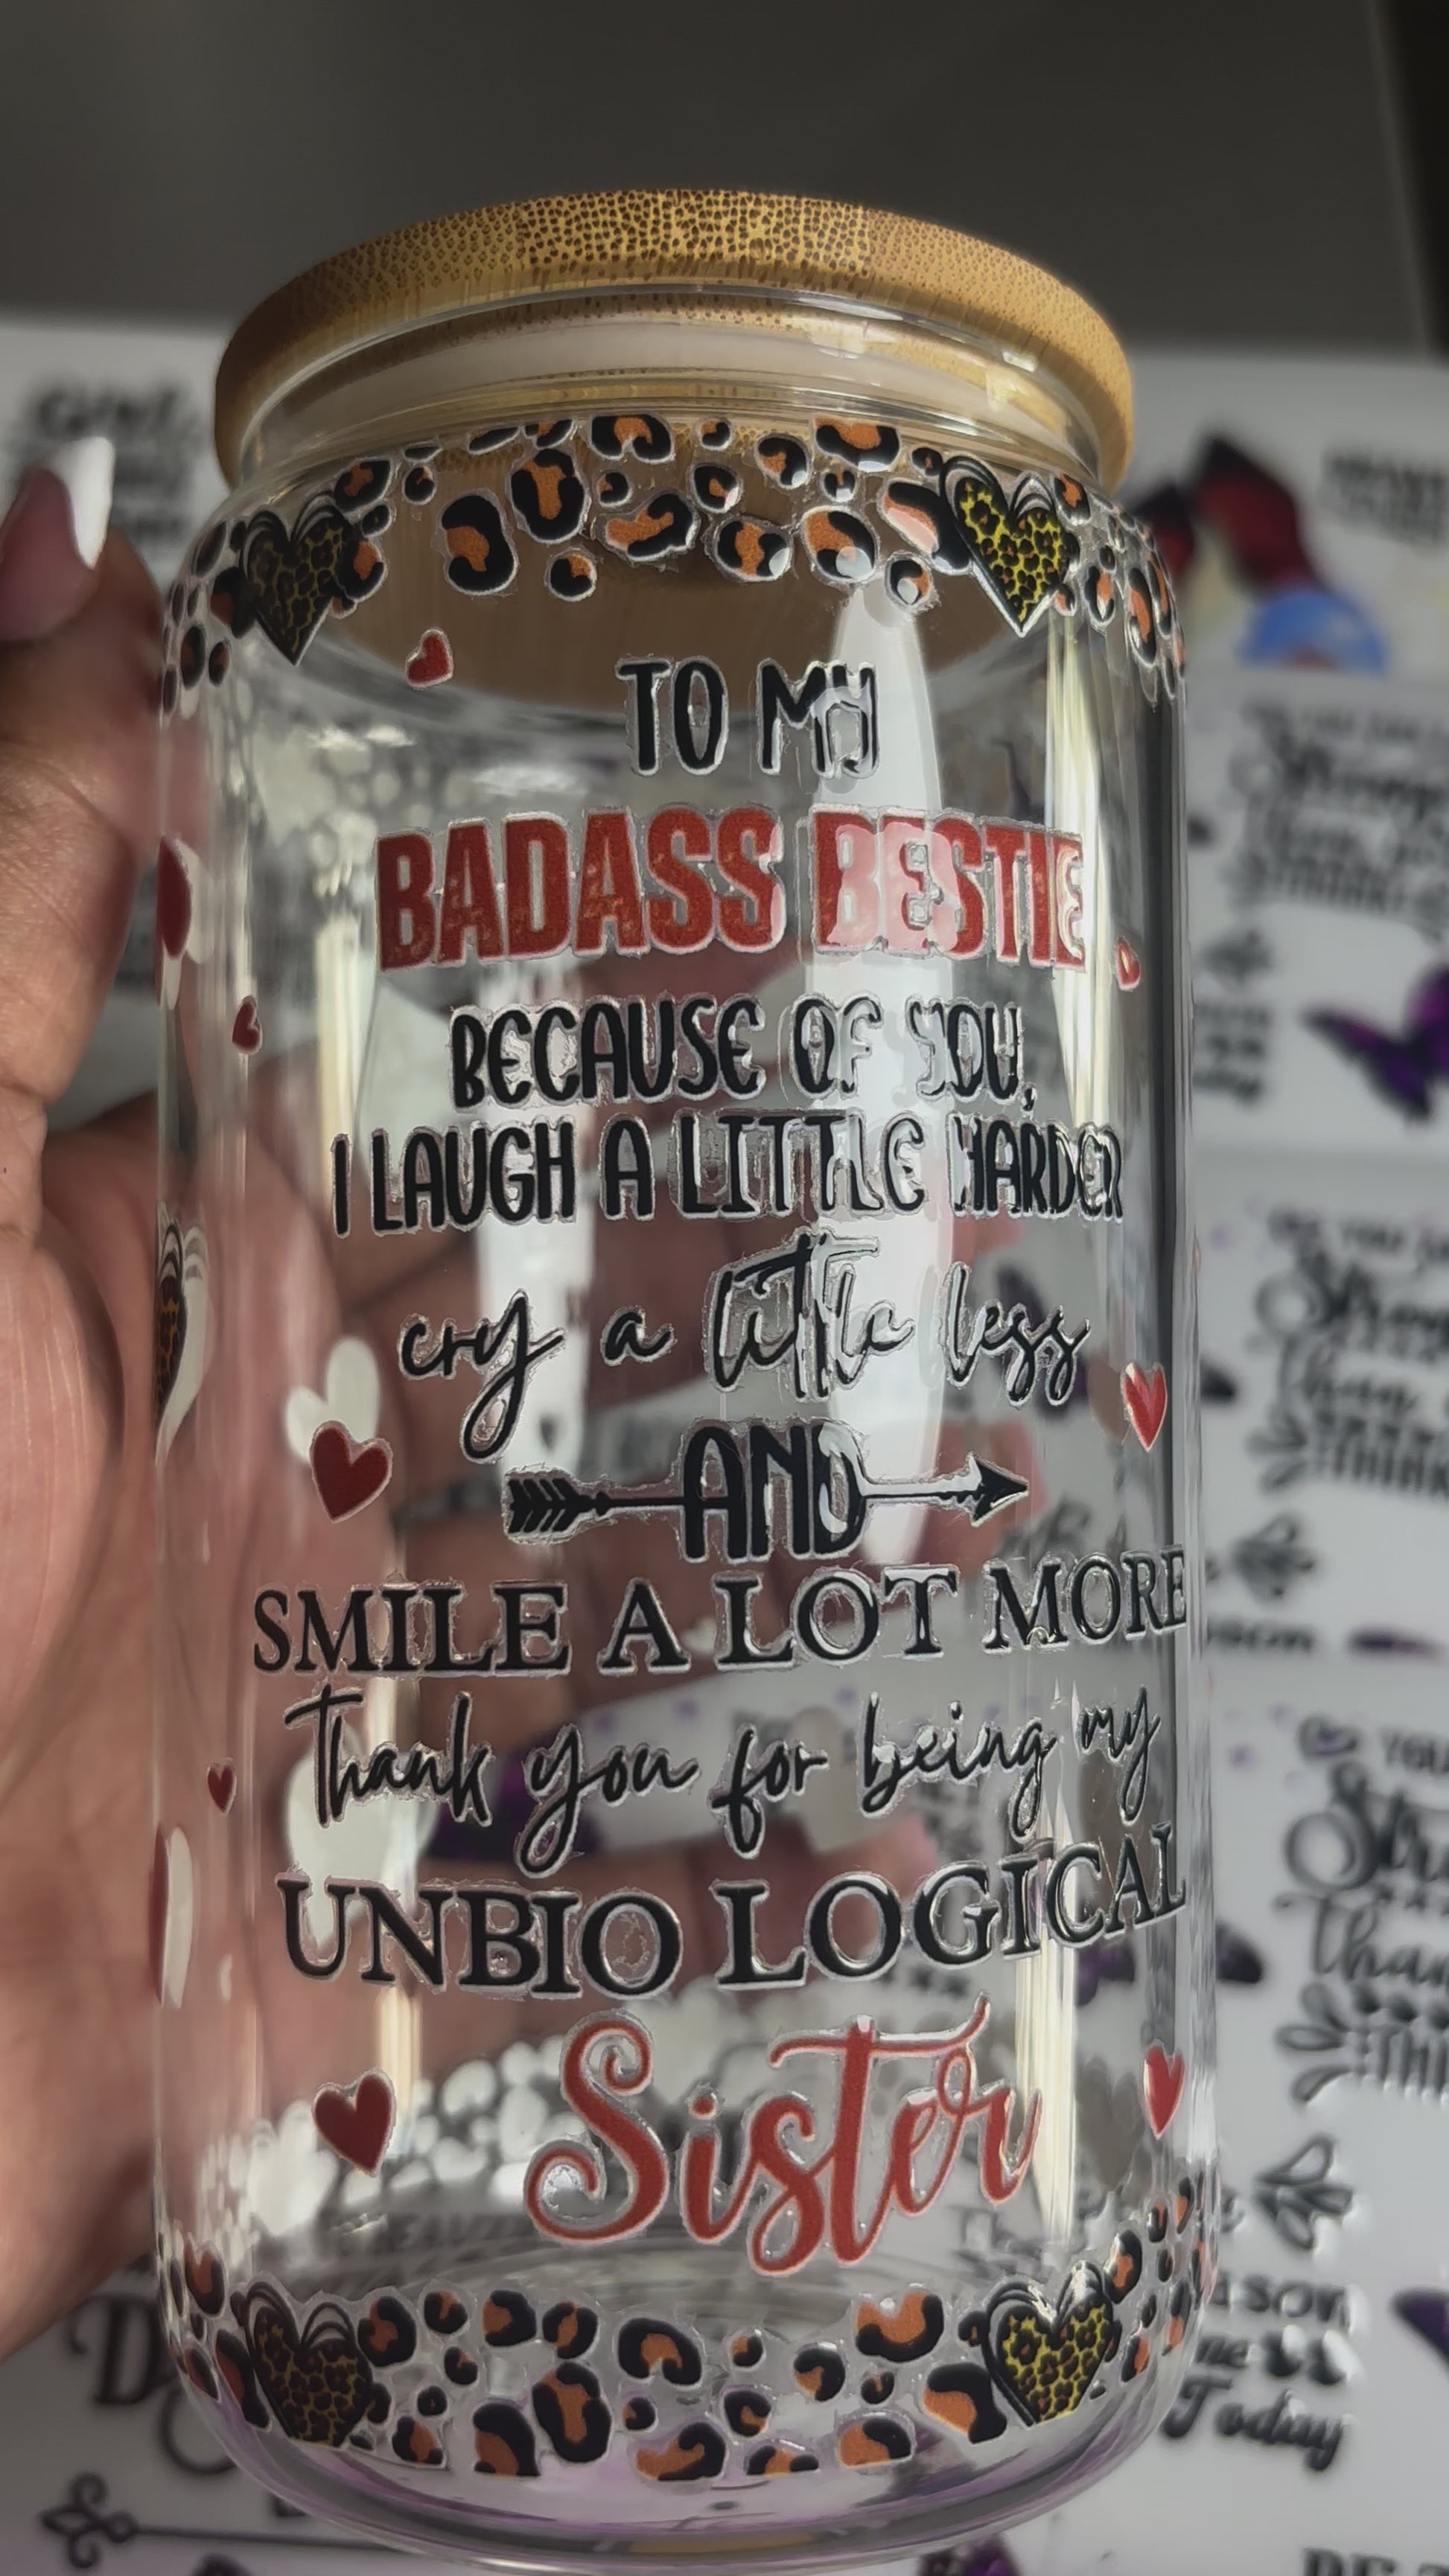 TO MY
BADASS BESTIE
BECAUSE OF YOU,
I LAUGH A LITTLE HARDER
cry a little less
AND
SMILE A LOT MORE
Thank you for being my
UNBIO LOGICAL
Sister
Today